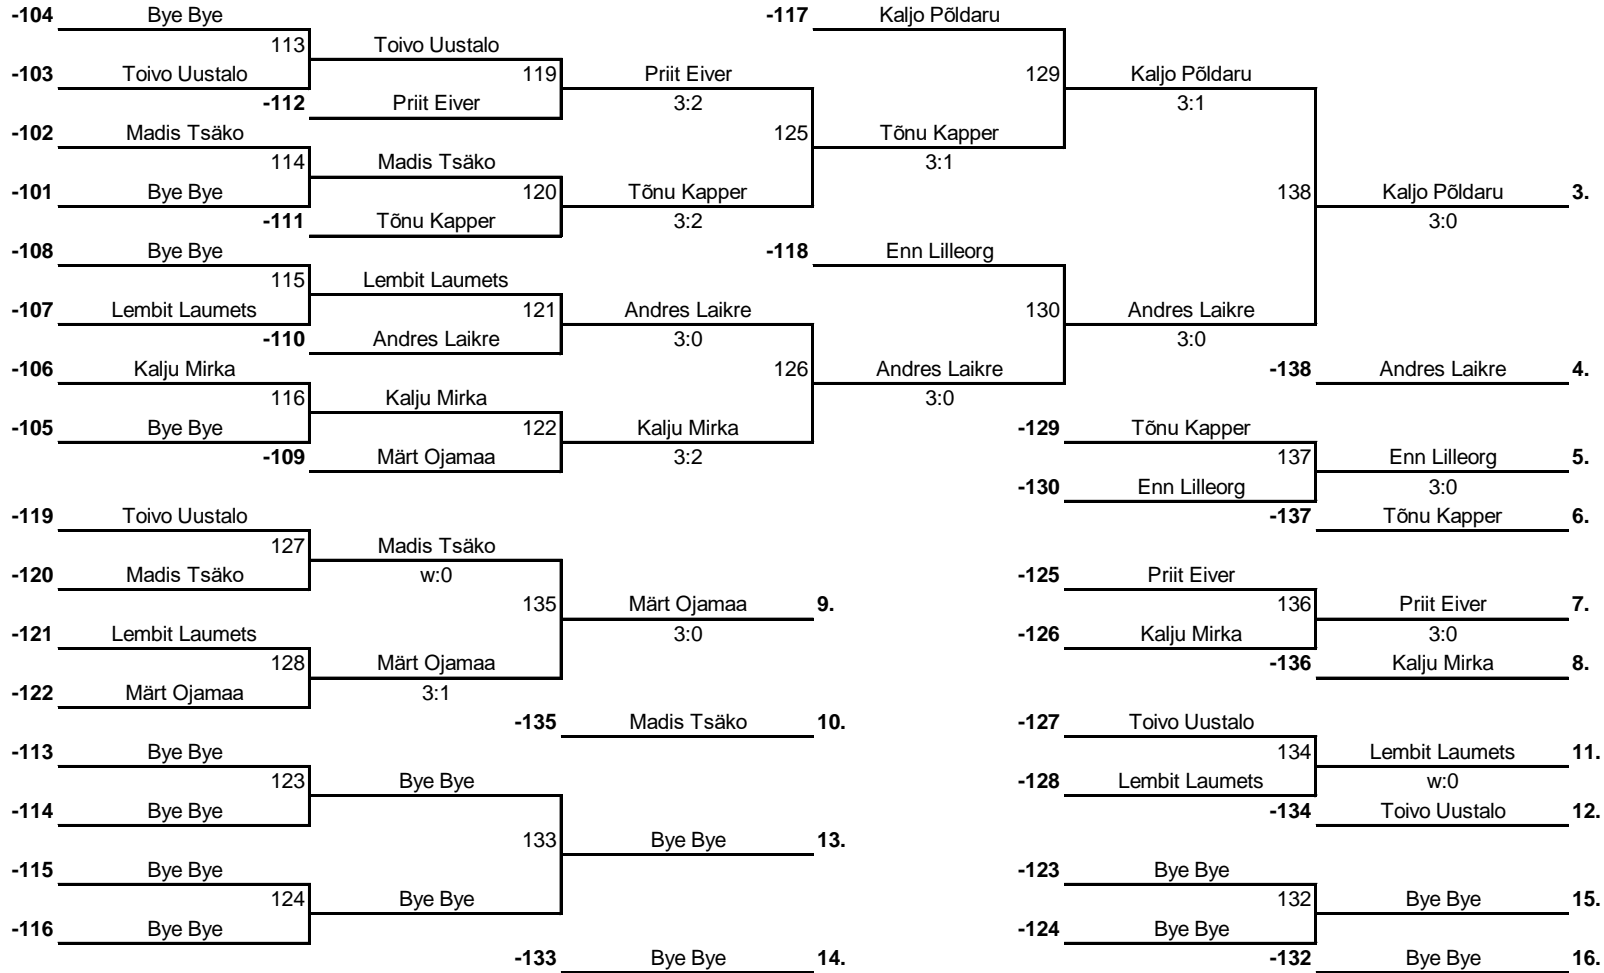 -104 Bye Bye -117 Kaljo Põldaru
113 Toivo Uustalo
-103 Toivo Uustalo 119 Priit Eiver 129 Kaljo Põldaru
-112 Priit Eiver 3:2 3:1
-102 Madis Tsäko 125 Tõnu Kapper
114 Madis Tsäko 3:1
-101 Bye Bye 120 Tõnu Kapper 138 Kaljo Põldaru 3.
-111 Tõnu Kapper 3:2 3:0
-108 Bye Bye -118 Enn Lilleorg
115 Lembit Laumets
-107 Lembit Laumets 121 Andres Laikre 130 Andres Laikre
-110 Andres Laikre 3:0 3:0
-106 Kalju Mirka 126 Andres Laikre -138 Andres Laikre 4.
116 Kalju Mirka 3:0
-105 Bye Bye 122 Kalju Mirka -129 Tõnu Kapper
-109 Märt Ojamaa 3:2 137 Enn Lilleorg 5.
-130 Enn Lilleorg 3:0
-119 Toivo Uustalo -137 Tõnu Kapper 6.
127 Madis Tsäko
-120 Madis Tsäko w:0 -125 Priit Eiver
135 Märt Ojamaa 9. 136 Priit Eiver 7.
-121 Lembit Laumets 3:0 -126 Kalju Mirka 3:0
128 Märt Ojamaa -136 Kalju Mirka 8.
-122 Märt Ojamaa 3:1
-135 Madis Tsäko 10. -127 Toivo Uustalo
-113 Bye Bye 134 Lembit Laumets 11.
123 Bye Bye -128 Lembit Laumets w:0
-114 Bye Bye -134 Toivo Uustalo 12.
133 Bye Bye 13.
-115 Bye Bye -123 Bye Bye
124 Bye Bye 132 Bye Bye 15.
-116 Bye Bye -124 Bye Bye
-133 Bye Bye 14. -132 Bye Bye 16.